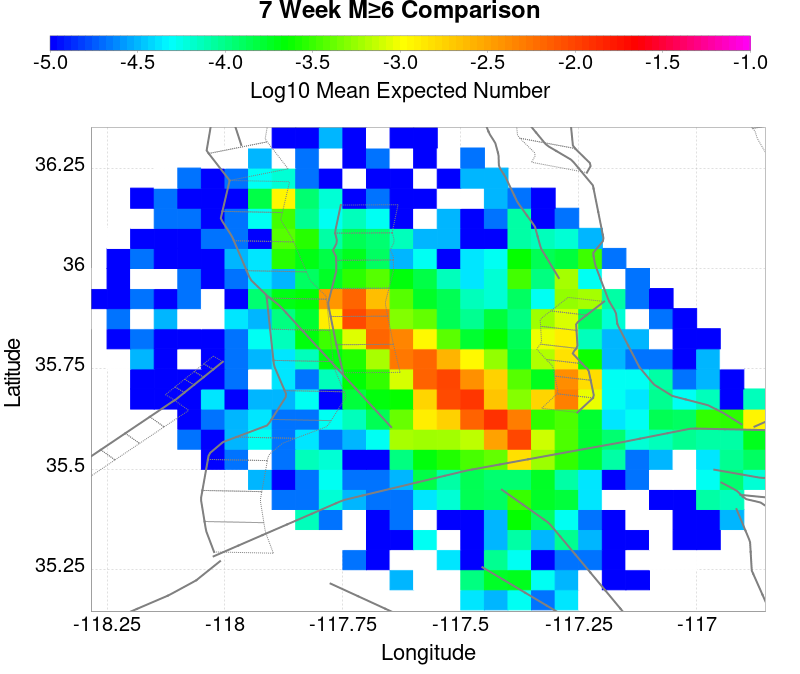 7 Week M≥6 Comparison
-5.0 -4.5 -4.0 -3.5 -3.0 -2.5 -2.0 -1.5 -1.0
Log10 Mean Expected Number
36.25
36
35.75
35.5
35.25
Latitude
-118.25 -118 -117.75 -117.5 -117.25 -117
Longitude